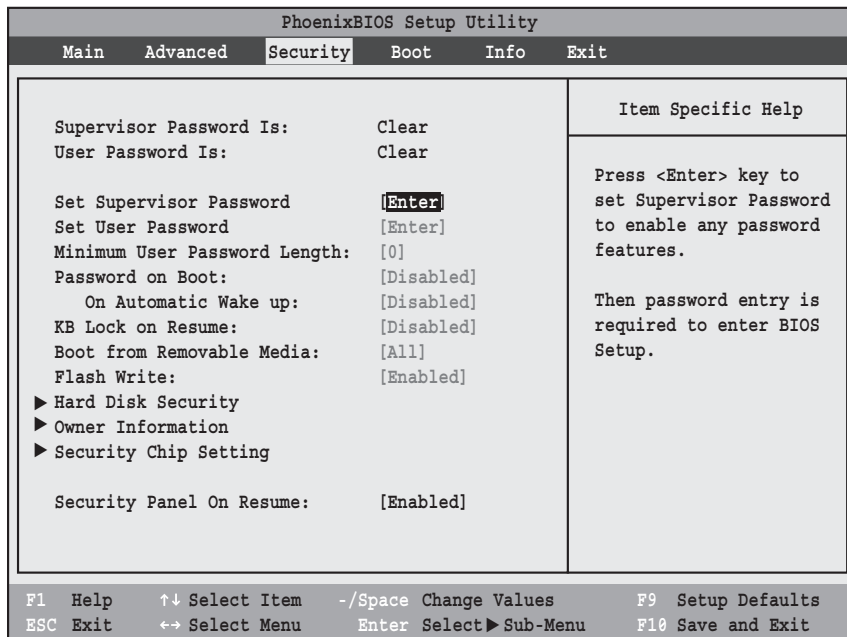 PhoenixBIOS Setup Utility
Main Advanced Security Boot Info Exit
Supervisor Password Is: Clear
User Password Is: Clear
Set Supervisor Password [Enter]
Set User Password [Enter]
Minimum User Password Length: [0]
Password on Boot: [Disabled]
On Automatic Wake up: [Disabled]
KB Lock on Resume: [Disabled]
Boot from Removable Media: [All]
Flash Write: [Enabled]
▶ Hard Disk Security
▶ Owner Information
▶ Security Chip Setting
Security Panel On Resume: [Enabled]
Item Specific Help
Press <Enter> key to
set Supervisor Password
to enable any password
features.
Then password entry is
required to enter BIOS
Setup.
F1 Help ↑↓ Select Item -/Space Change Values F9 Setup Defaults
ESC Exit ←→ Select Menu Enter Select▶Sub-Menu F10 Save and Exit